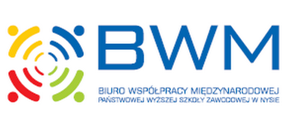 BWM
BIURO WSPÓŁPRACY MIĘDZYNARODOWEJ
PAŃSTWOWEJ WYŻSZEJ SZKOŁY ZAWODOWEJ W NYSIE